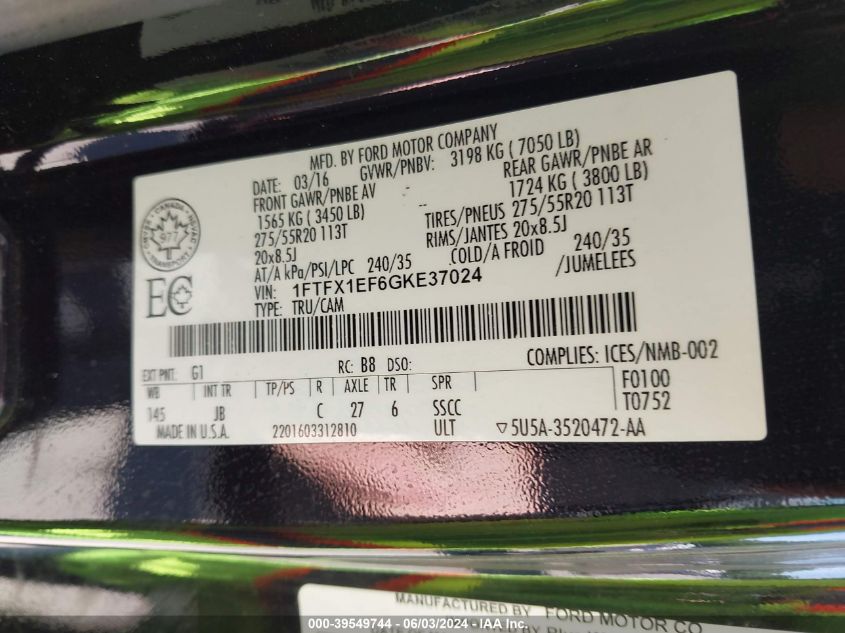 MFD. BY FORD MOTOR COMPANY
DATE: 03/16 GVWR/PNBV: 3198 KG ( 7050 LB)
FRONT GAWR/PNBE AV REAR GAWR/PNBE AR
1565 KG ( 3450 LB) 1724 KG ( 3800 LB)
275/55R20 113T TIRES/PNEUS 275/55R20 113T
20x8.5J RIMS/JANTES 20x8.5J
AT/A kPa/PSI/LPC 240/35 COLD/A FROID 240/35
VIN: 1FTFX1EF6GKE37024 /JUMELEES
TYPE: TRU/CAM
CANADA
TRANSPORT
977
EC
EXT PNT: G1 RC: B8 DSO: COMPLIES: ICES/NMB-002
WB INT TR TP/PS R AXLE TR SPR F0100
145 JB C 27 6 SSCC T0752
MADE IN U.S.A. 2201603312810 ULT ▽5U5A-3520472-AA
MANUFACTURED BY FORD MOTOR CO
000-39549744 - 06/03/2024 - IAA Inc.